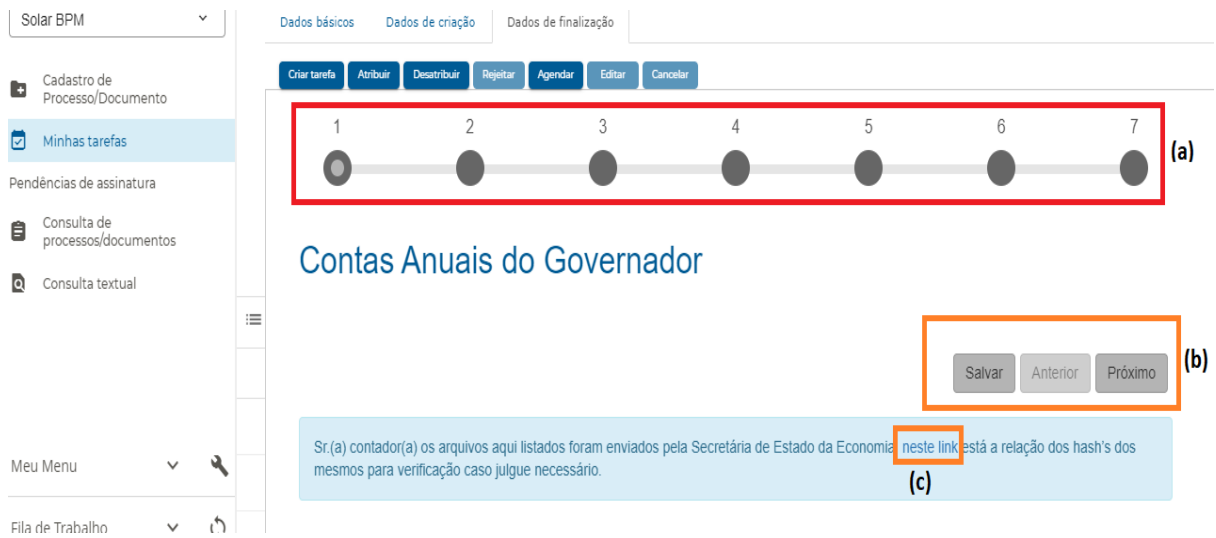 Solar BPM
Cadastro de
Processo/Documento
Minhas tarefas
Pendências de assinatura
Consulta de
processos/documentos
Consulta textual
Meu Menu
Fila de Trabalho
Dados básicos Dados de criação Dados de finalização
Criar tarefa Atribuir Desatribuir Rejeitar Agendar Editar Cancelar
1 2 3 4 5 6 7
(a)
Contas Anuais do Governador
Salvar Anterior Próximo
(b)
Sr.(a) contador(a) os arquivos aqui listados foram enviados pela Secretária de Estado da Economia neste link está a relação dos hash's dos
mesmos para verificação caso julgue necessário.
(c)